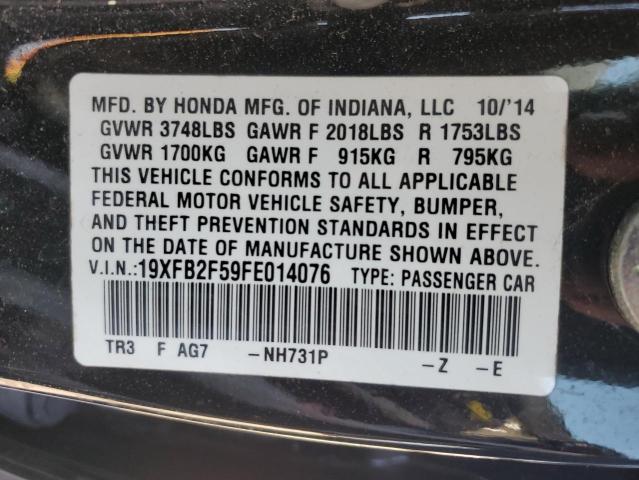 MFD. BY HONDA MFG. OF INDIANA, LLC 10/'14
GVWR 3748LBS GAWR F 2018LBS R 1753LBS
GVWR 1700KG GAWR F 915KG R 795KG
THIS VEHICLE CONFORMS TO ALL APPLICABLE
FEDERAL MOTOR VEHICLE SAFETY, BUMPER,
AND THEFT PREVENTION STANDARDS IN EFFECT
ON THE DATE OF MANUFACTURE SHOWN ABOVE.
V.I.N.:19XFB2F59FE014076 TYPE: PASSENGER CAR
TR3 F AG7 -NH731P -Z -E